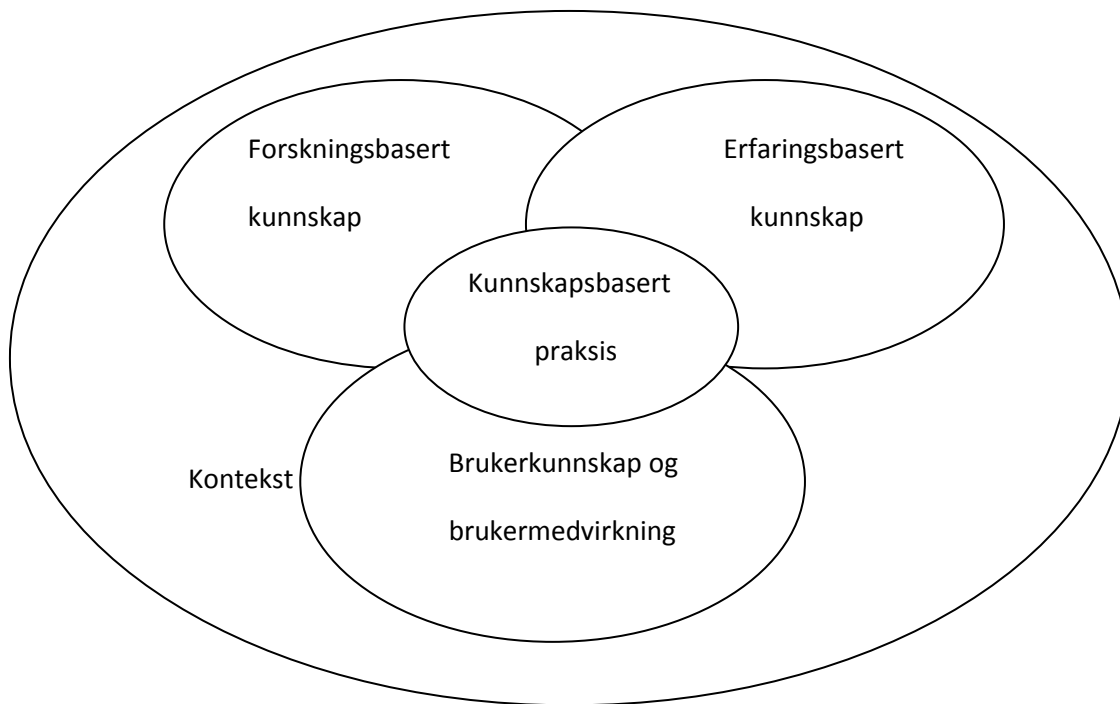 Forskningsbasert
kunnskap
Erfaringsbasert
kunnskap
Kunnskapsbasert
praksis
Kontekst
Brukerkunnskap og
brukermedvirkning